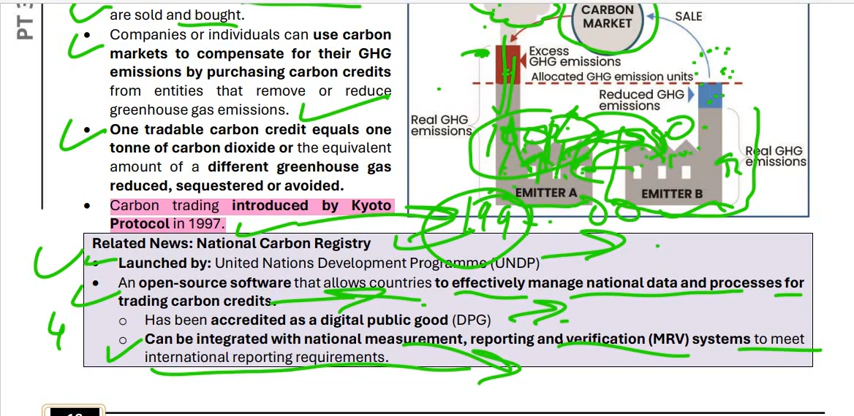 PT 3
are sold and bought.
• Companies or individuals can use carbon
markets to compensate for their GHG
emissions by purchasing carbon credits
from entities that remove or reduce
greenhouse gas emissions.
• One tradable carbon credit equals one
tonne of carbon dioxide or the equivalent
amount of a different greenhouse gas
reduced, sequestered or avoided.
• Carbon trading introduced by Kyoto
Protocol in 1997.
CARBON
MARKET
SALE
Excess
GHG emissions
Allocated GHG emission units
Reduced GHG
emissions
Real GHG
emissions
Real GHG
emissions
EMITTER A
EMITTER B
Related News: National Carbon Registry
• Launched by: United Nations Development Programme (UNDP)
• An open-source software that allows countries to effectively manage national data and processes for
trading carbon credits.
o Has been accredited as a digital public good (DPG)
o Can be integrated with national measurement, reporting and verification (MRV) systems to meet
international reporting requirements.
4